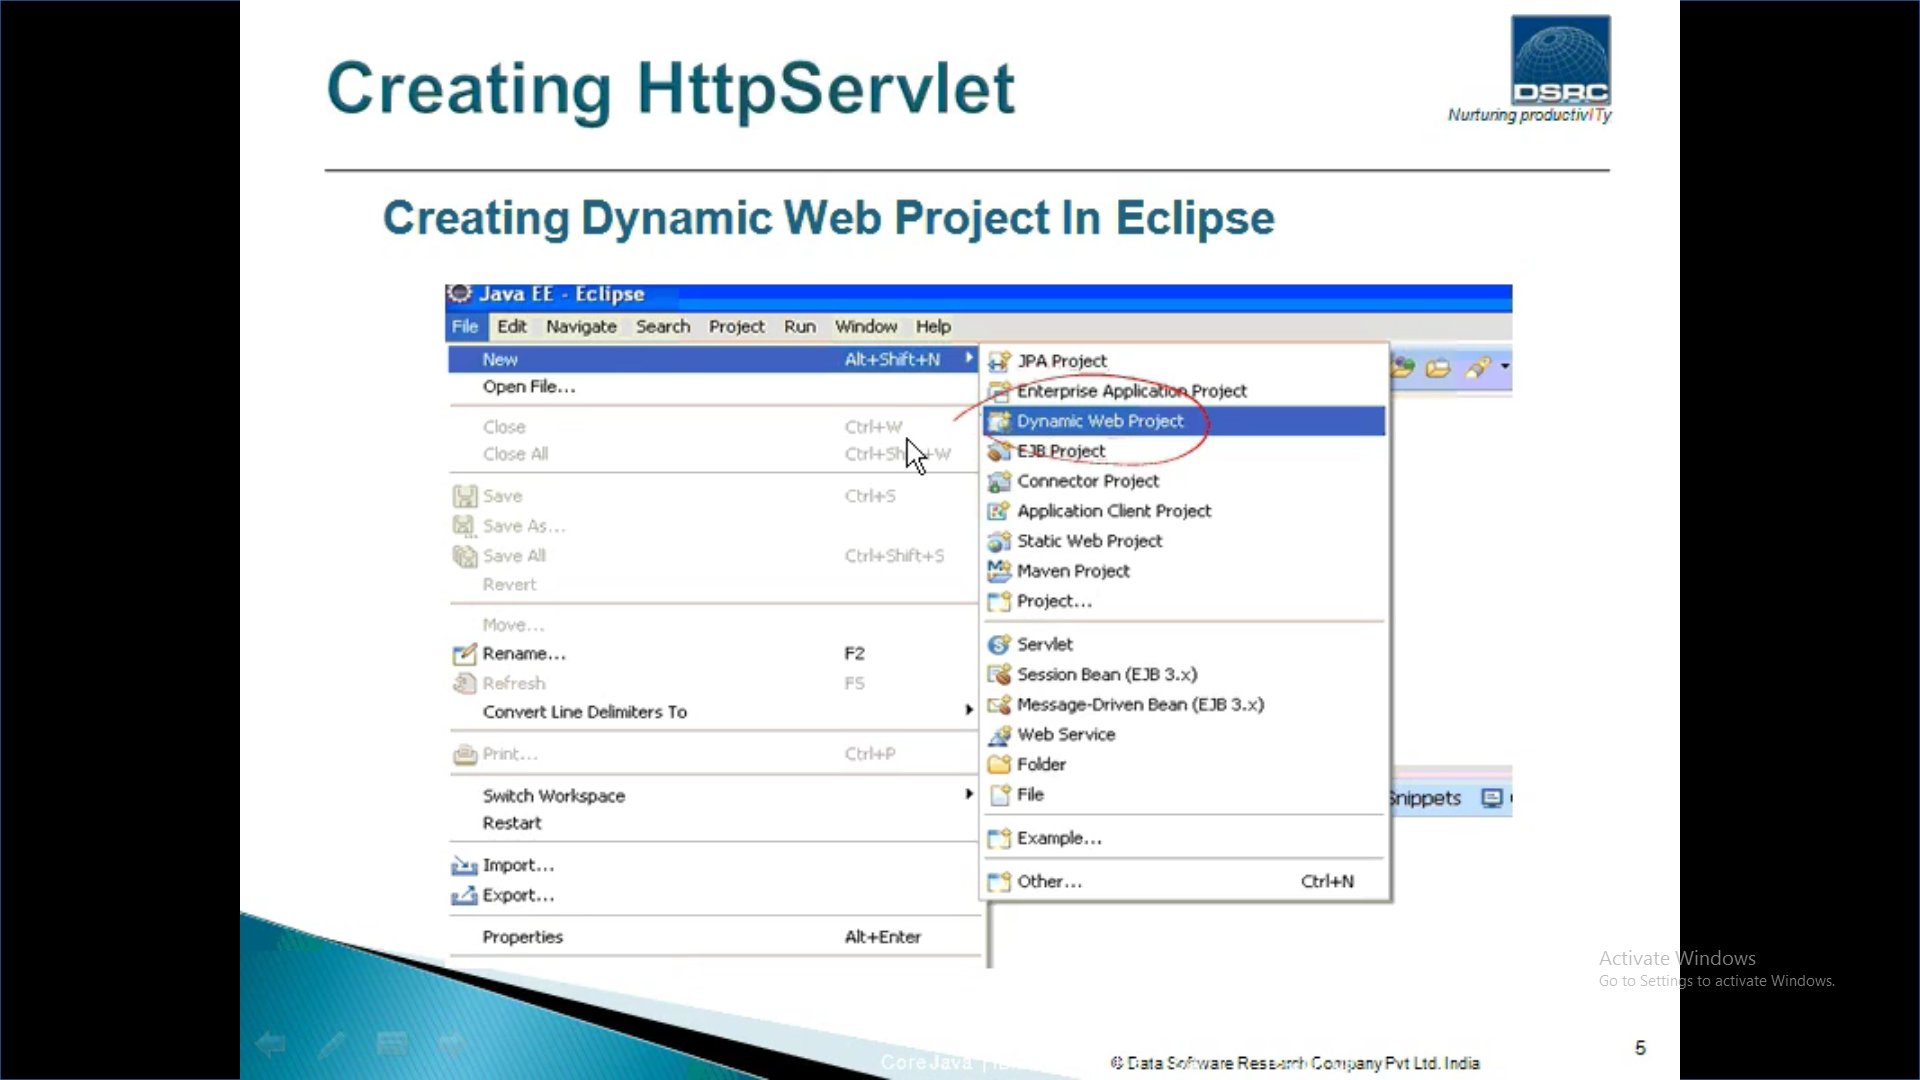 Creating HttpServlet
DSRC
Nurturing productivITy
Creating Dynamic Web Project In Eclipse
Java EE - Eclipse
File Edit Navigate Search Project Run Window Help
New Alt+Shift+N
Open File...
Close Ctrl+W
Close All
Save Ctrl+S
Save As...
Save All Ctrl+Shift+S
Revert
Move...
Rename... F2
Refresh F5
Convert Line Delimiters To
Print... Ctrl+P
Switch Workspace
Restart
Import...
Export...
Properties Alt+Enter
JPA Project
Enterprise Application Project
Dynamic Web Project
EJB Project
Connector Project
Application Client Project
Static Web Project
Maven Project
Project...
Servlet
Session Bean (EJB 3.x)
Message-Driven Bean (EJB 3.x)
Web Service
Folder
File
Example...
Other... Ctrl+N
Snippets
Activate Windows
Go to Settings to activate Windows.
5
Core Java
© Data Software Research Company Pvt Ltd. India